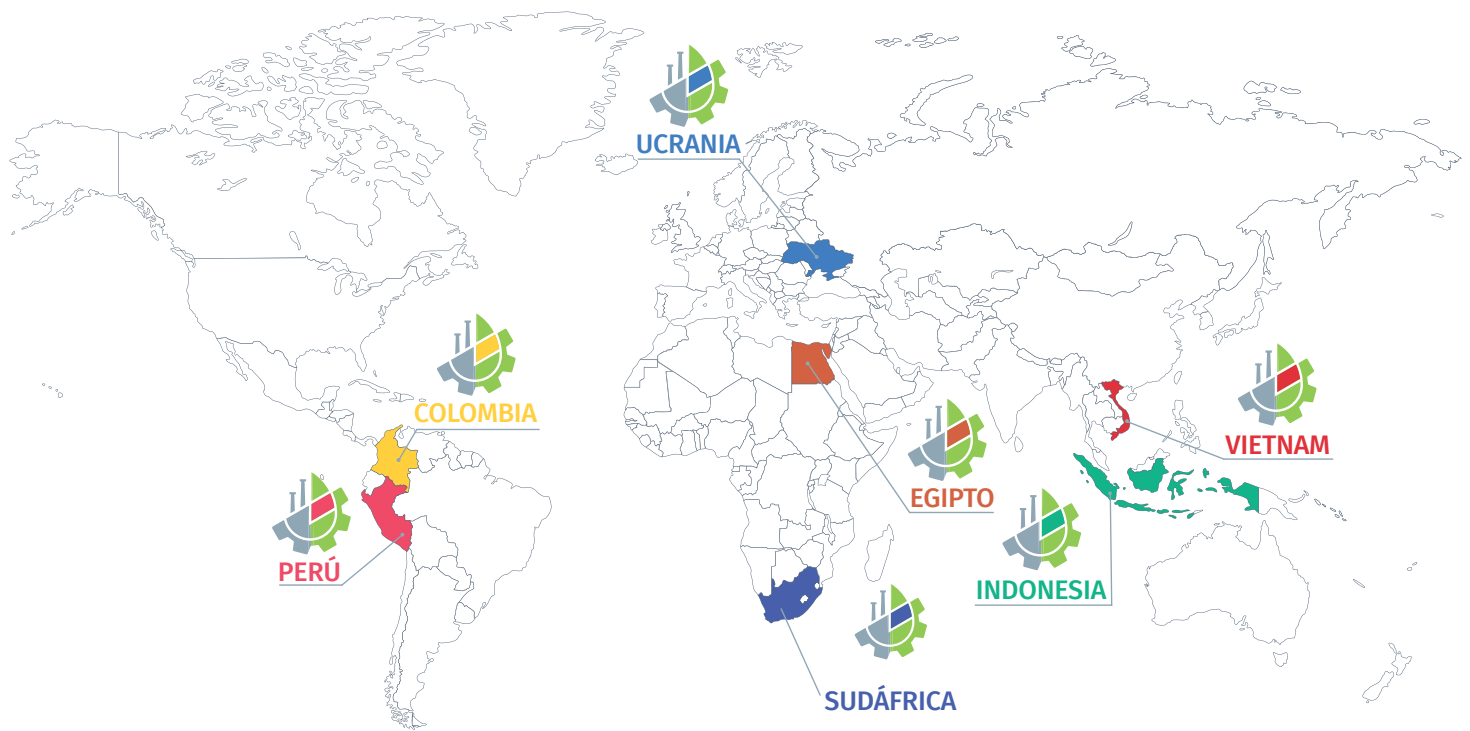 UCRANIA
COLOMBIA
VIETNAM
EGIPTO
PERÚ
INDONESIA
SUDÁFRICA